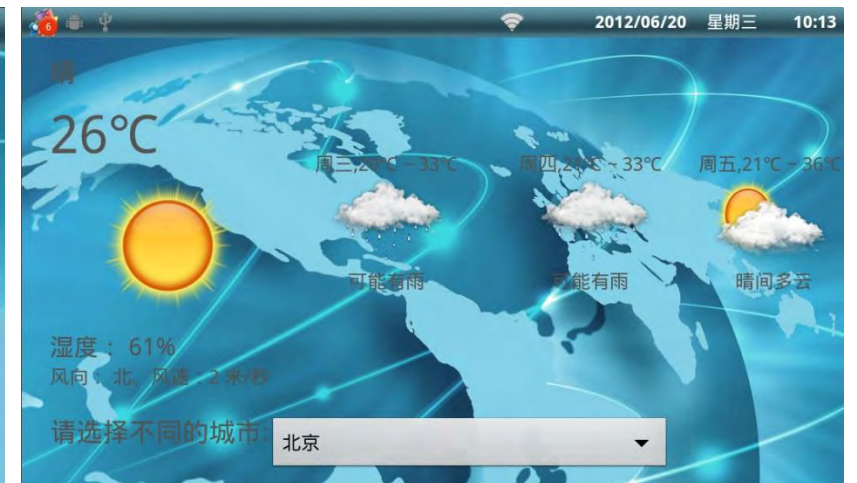 6
2012/06/20 星期三 10:13
晴
26℃
周三,20℃ ~ 33℃
周四,21℃ ~ 33℃
周五,21℃ ~ 36℃
可能有雨
可能有雨
晴间多云
湿度： 61%
风向： 北、风速：2 米/秒
请选择不同的城市:
北京